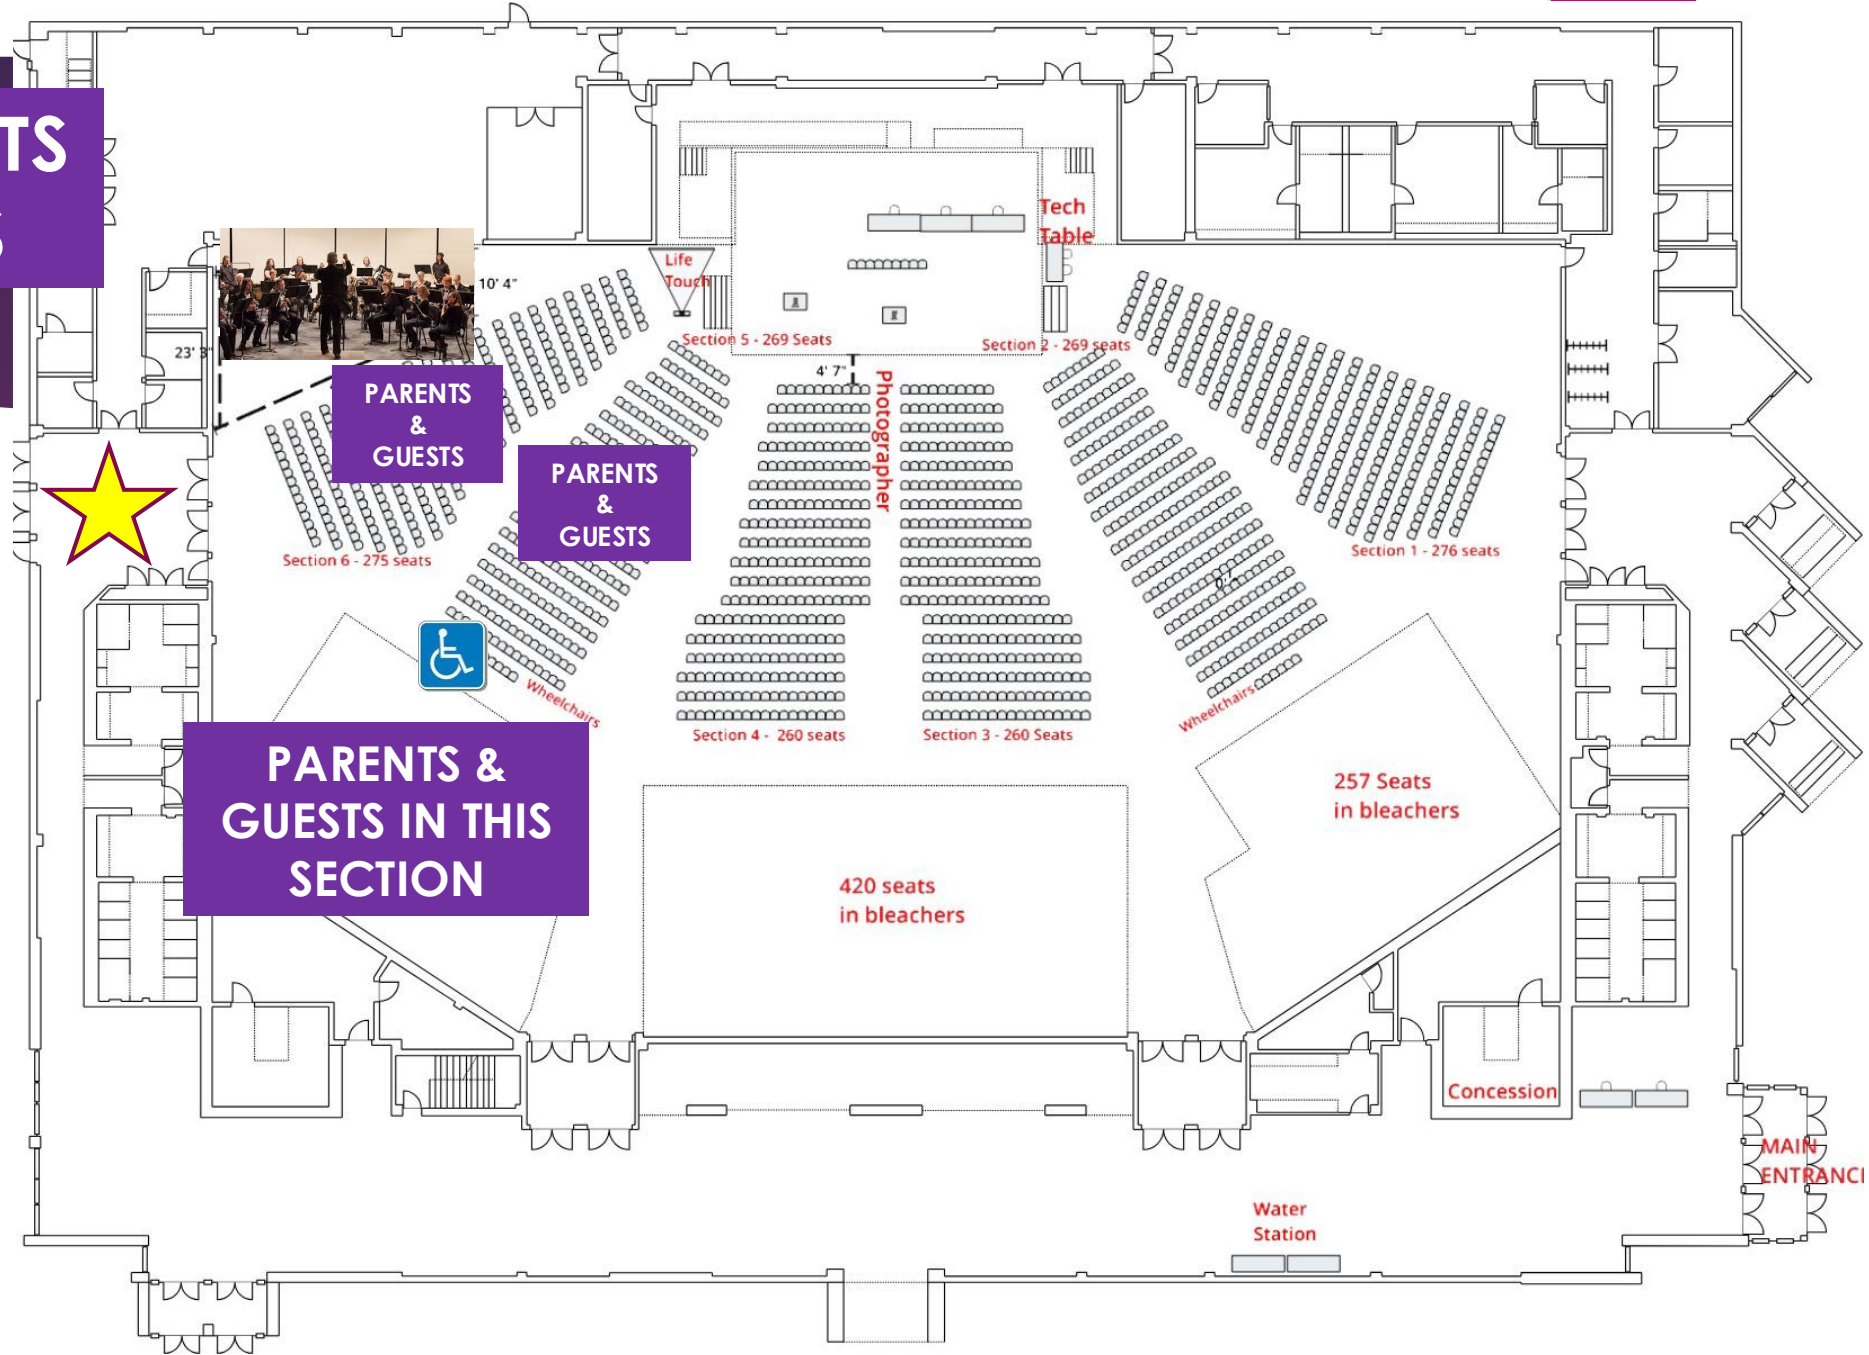 TS
S
Tech
Table
Life
Touch
10' 4"
23' 3"
Section 5 - 269 Seats
Section 2 - 269 seats
4' 7"
Photographer
PARENTS
&
GUESTS
PARENTS
&
GUESTS
Section 6 - 275 seats
Section 1 - 276 seats
Wheelchairs
Wheelchairs
Section 4 - 260 seats
Section 3 - 260 Seats
PARENTS &
GUESTS IN THIS
SECTION
257 Seats
in bleachers
420 seats
in bleachers
Concession
MAIN
ENTRANCE
Water
Station